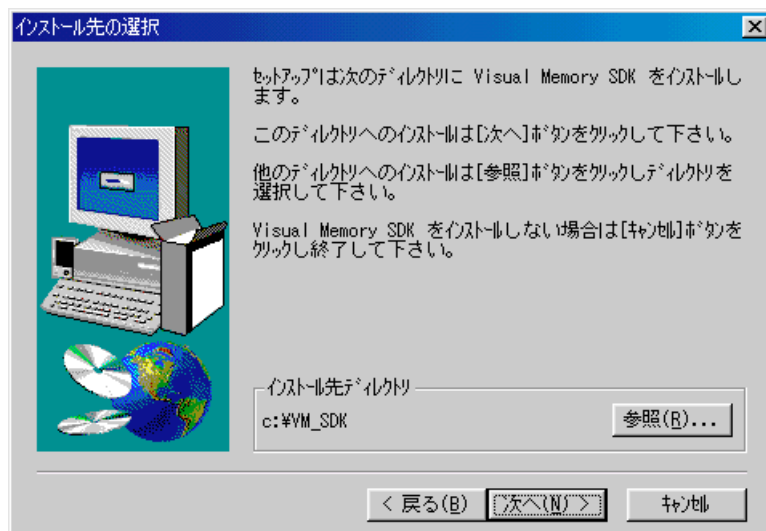 インストール先の選択
セットアップは次のディレクトリに Visual Memory SDK をインストールし
ます。
このディレクトリへのインストールは[次へ]ボタンをクリックして下さい。
他のディレクトリへのインストールは[参照]ボタンをクリックしディレクトリを
選択して下さい。
Visual Memory SDK をインストールしない場合は[キャンセル]ボタンを
クリックし終了して下さい。
インストール先ディレクトリ
c:¥VM_SDK
参照(R)...
< 戻る(B)
次へ(N) >
キャンセル